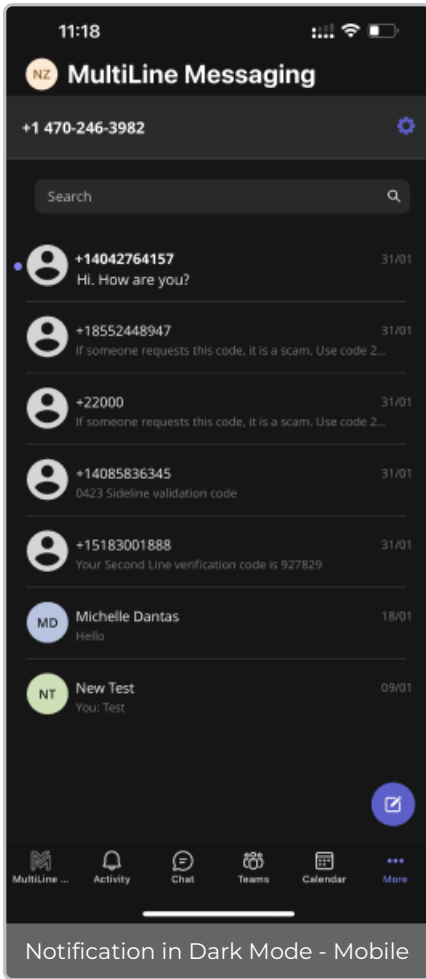 11:18
NZ MultiLine Messaging
+1 470-246-3982
Search
+14042764157 31/01
Hi. How are you?
+18552448947 31/01
If someone requests this code, it is a scam. Use code 2...
+22000 31/01
If someone requests this code, it is a scam. Use code 2...
+14085836345 31/01
0423 Sideline validation code
+15183001888 31/01
Your Second Line verification code is 927829
MD Michelle Dantas 18/01
Hello
NT New Test 09/01
You: Test
MultiLine ... Activity Chat Teams Calendar More
Notification in Dark Mode - Mobile